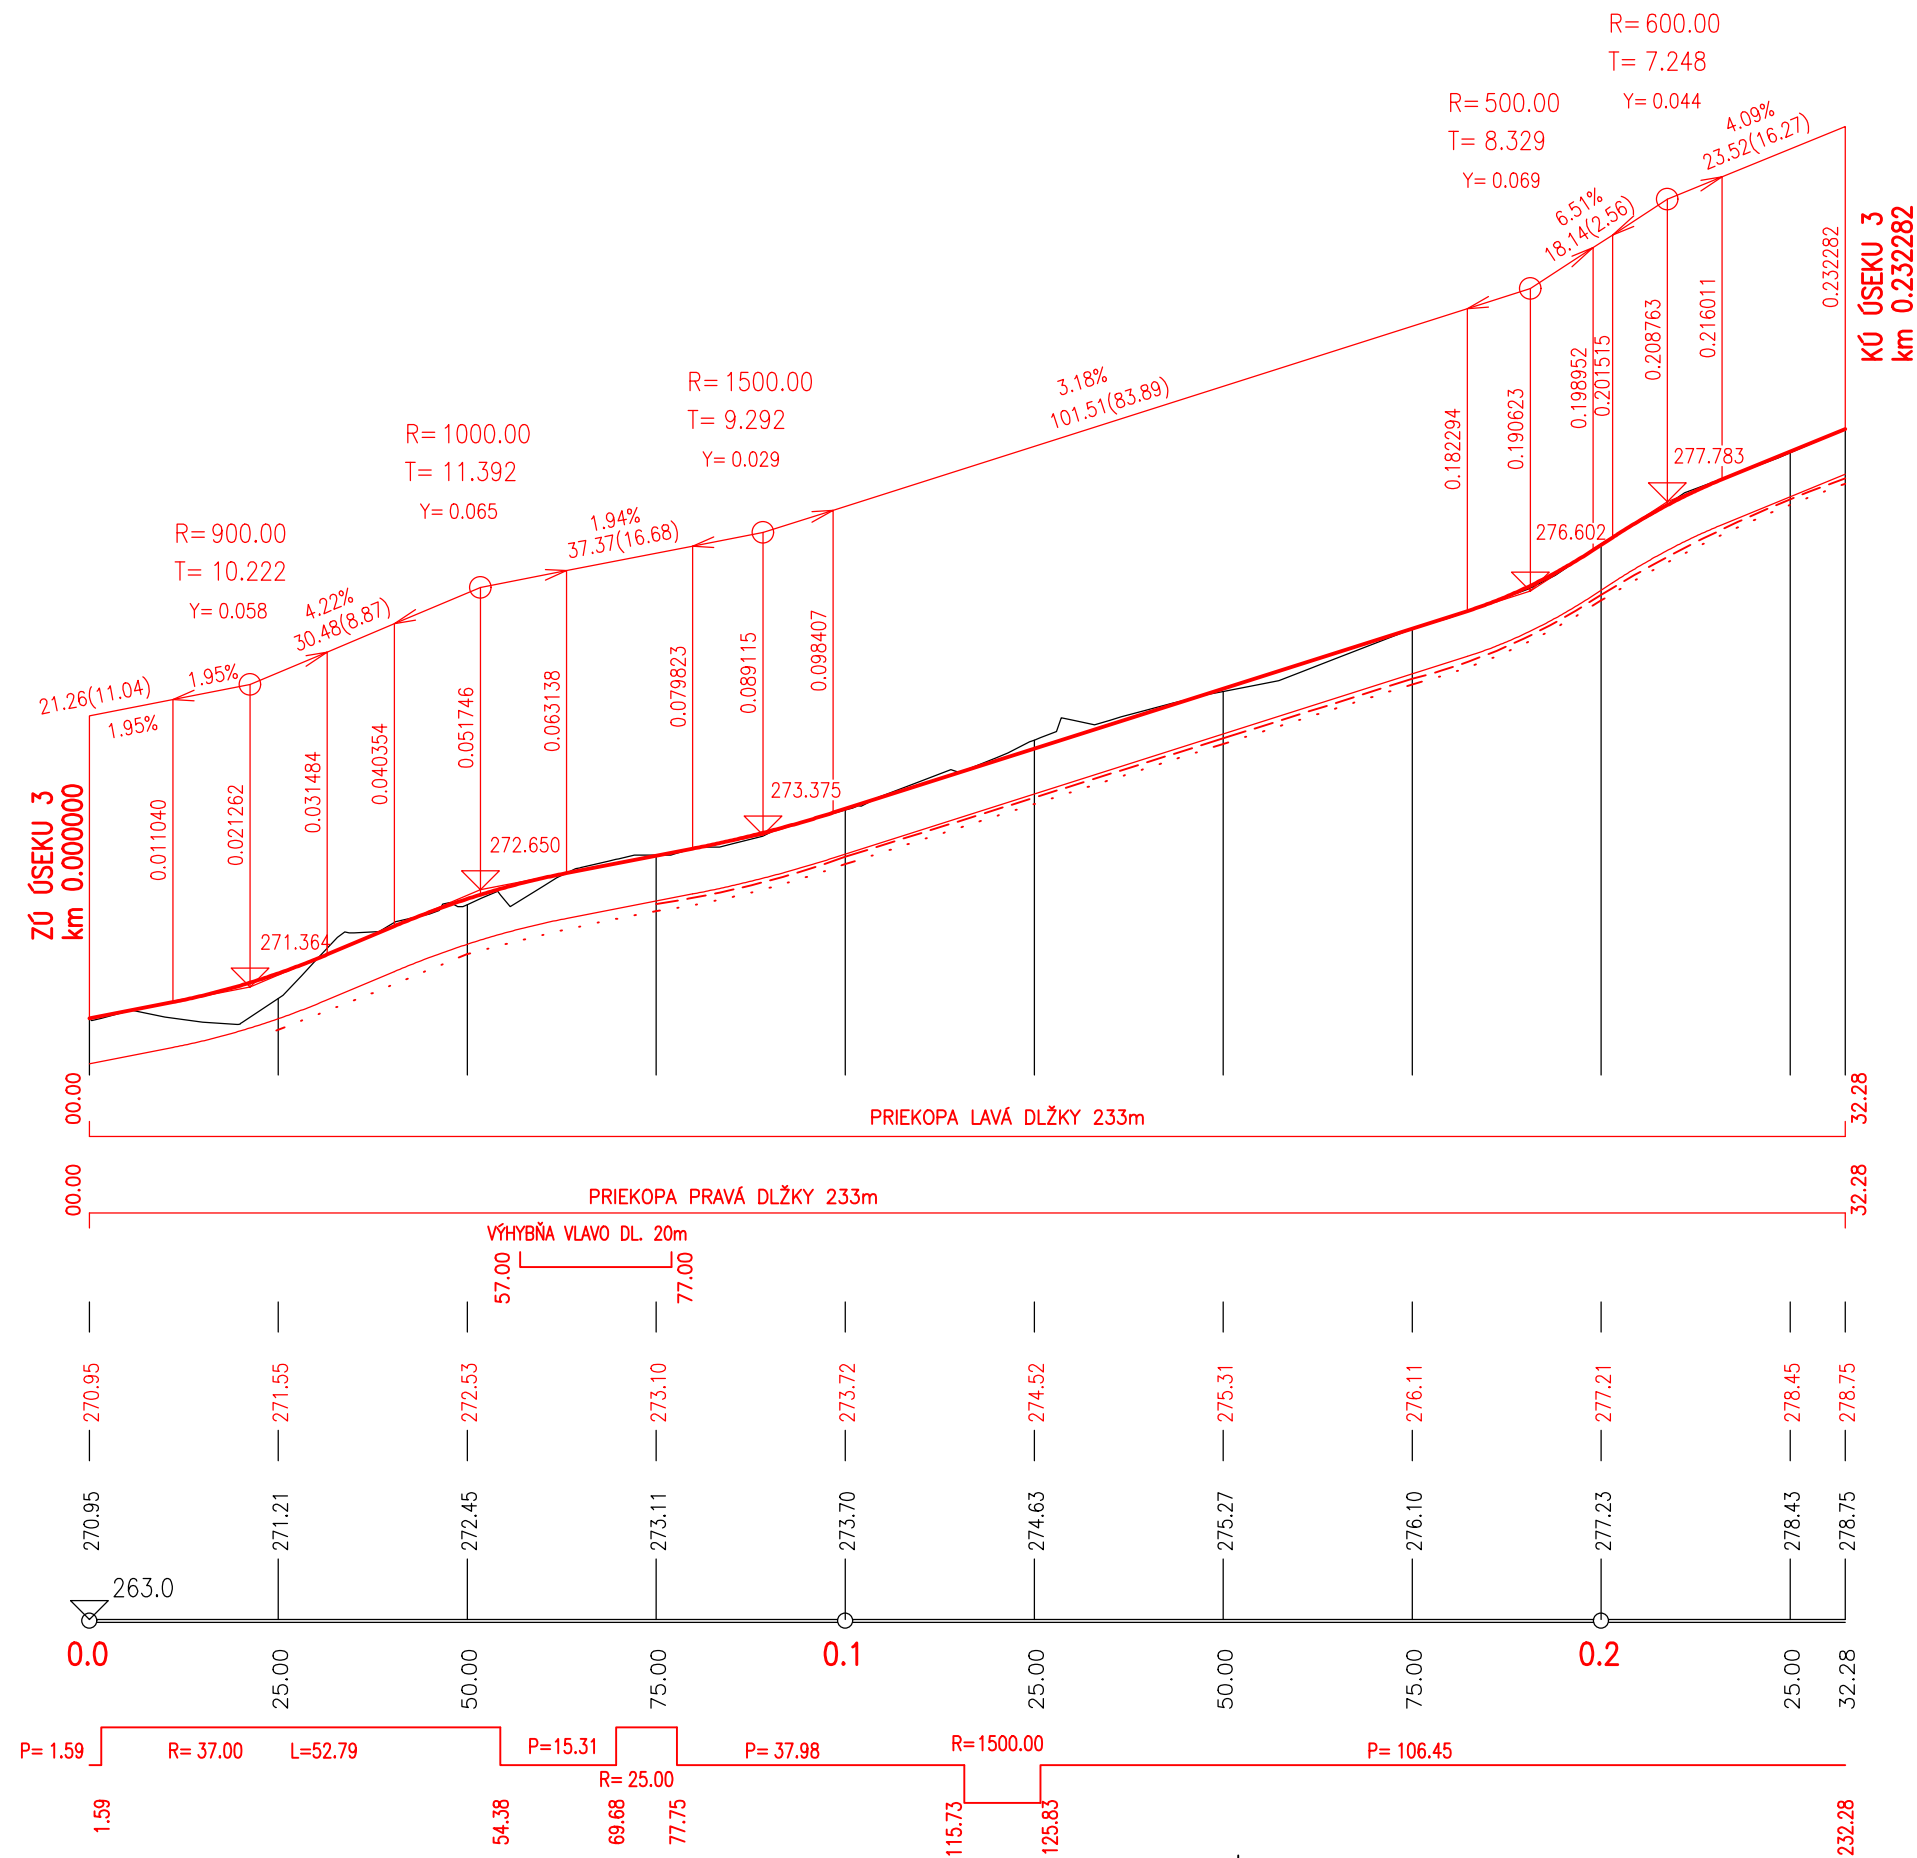 R= 600.00
T= 7.248
Y= 0.044
R= 500.00
T= 8.329
Y= 0.069
4.09%
23.52(16.27)
6.51%
18.14(2.56)
R= 1500.00
T= 9.292
Y= 0.029
3.18%
101.51(83.89)
R= 1000.00
T= 11.392
Y= 0.065
1.94%
37.37(16.68)
R= 900.00
T= 10.222
Y= 0.058
4.22%
30.48(8.87)
21.26(11.04)
1.95%
1.95%
ZÚ ÚSEKU 3
km 0.000000
0.011040
0.021262
0.031484
0.040354
0.051746
0.063138
0.079823
0.089115
0.098407
0.182294
0.190623
0.198952
0.201515
0.208763
0.216011
0.232282
KÚ ÚSEKU 3
km 0.232282
271.364
272.650
273.375
276.602
277.783
00.00
PRIEKOPA LAVÁ DLŽKY 233m
32.28
00.00
PRIEKOPA PRAVÁ DLŽKY 233m
32.28
VÝHYBŇA VLAVO DL. 20m
57.00
77.00
270.95
271.55
272.53
273.10
273.72
274.52
275.31
276.11
277.21
278.45
278.75
270.95
271.21
272.45
273.11
273.70
274.63
275.27
276.10
277.23
278.43
278.75
263.0
0.0
25.00
50.00
75.00
0.1
25.00
50.00
75.00
0.2
25.00
32.28
P= 1.59
R= 37.00
L=52.79
P=15.31
R= 25.00
P= 37.98
R=1500.00
P= 106.45
1.59
54.38
69.68
77.75
115.73
125.83
232.28